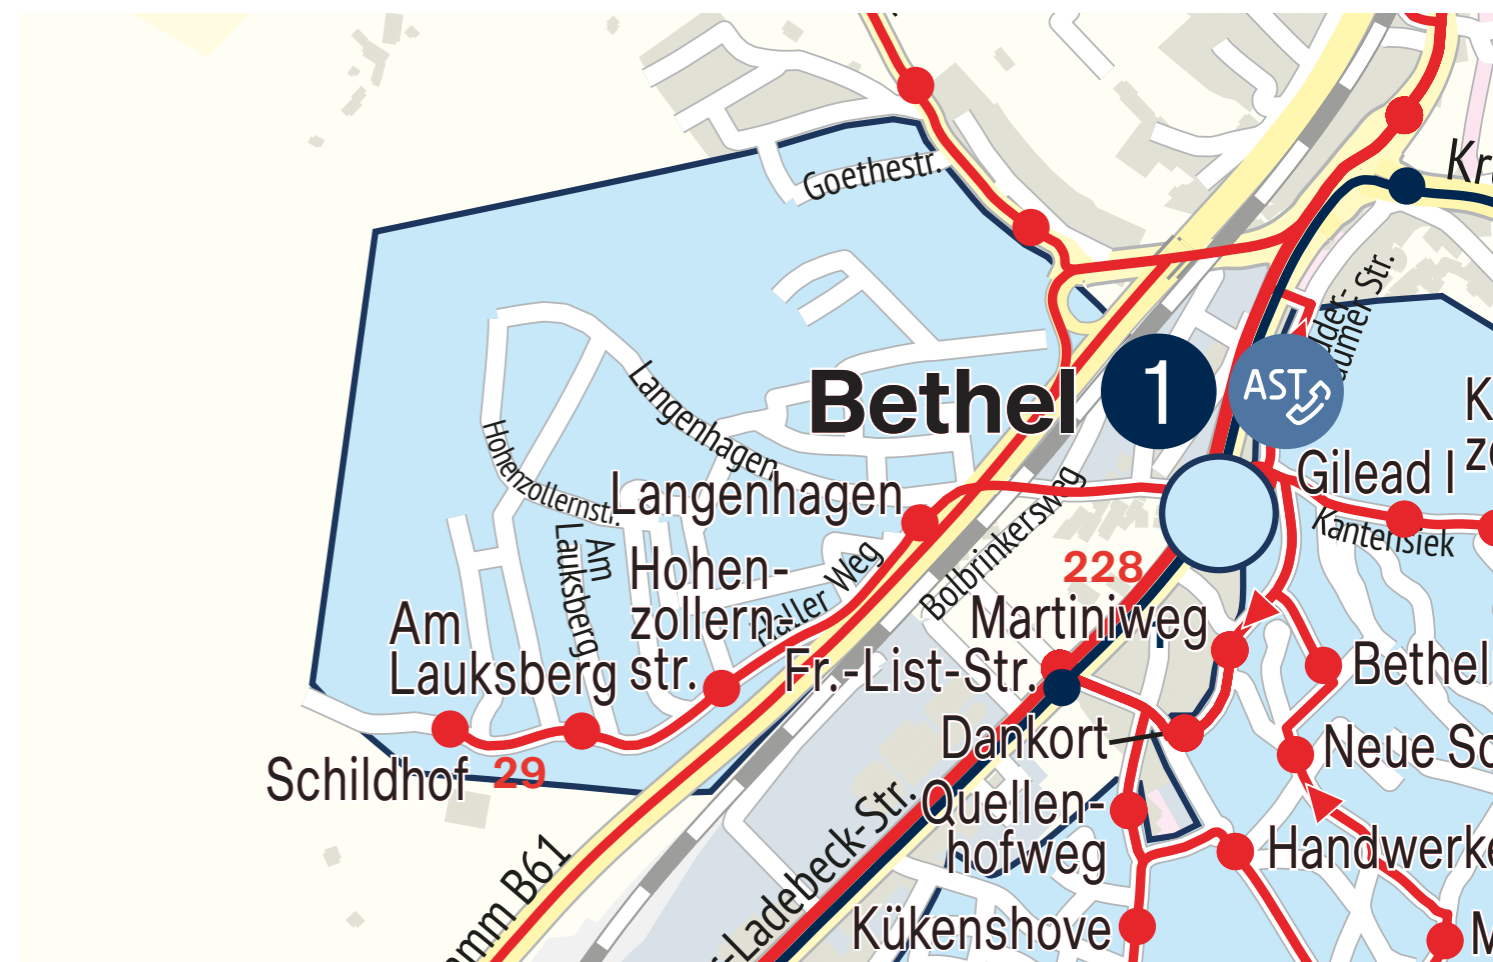 Goethestr.
Langenhagen
Hohenzollernstr.
Am
Lauksberg
Bethel
1
AST
Langenhagen
Hohen-
zollern-
str.
Haller Weg
Bolbrinkersweg
Gilead I
Kantensiek
228
Martiniweg
Fr.-List-Str.
Am
Lauksberg
Schildhof
29
Dankort
Bethel
Neue Sc
Quellen-
hofweg
Handwerke
Kükenshove
B61
-Ladebeck-Str.